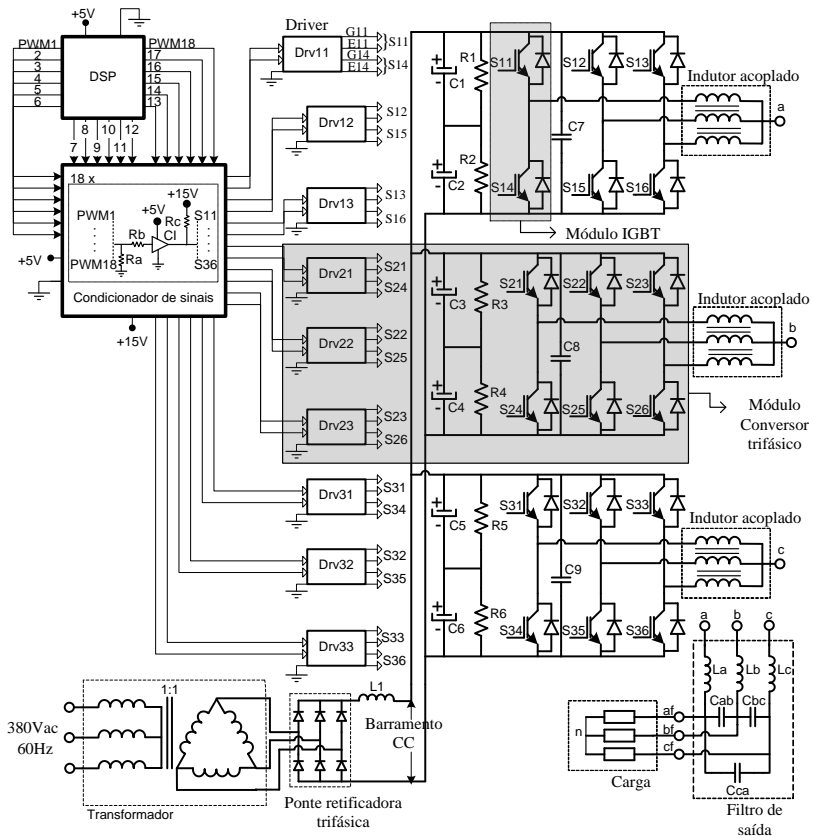 +5V
PWM1
2
3
4
5
6
DSP
PWM18
17
16
15
14
13
7
8
9
10
11
12
Driver
Drv11
G11
E11
G14
E14
S11
S14
Drv12
S12
S15
Drv13
S13
S16
18 x
+15V
+5V
PWM1
Rb
Rc
CI
S11
Ra
PWM18
S36
+5V
Condicionador de sinais
+15V
Drv21
S21
S24
Drv22
S22
S25
Drv23
S23
S26
Drv31
S31
S34
Drv32
S32
S35
Drv33
S33
S36
C1
R1
S11
S12
S13
C7
C2
R2
S14
S15
S16
Indutor acoplado
a
Módulo IGBT
C3
R3
S21
S22
S23
C8
C4
R4
S24
S25
S26
Indutor acoplado
b
Módulo
Conversor
trifásico
C5
R5
S31
S32
S33
C9
C6
R6
S34
S35
S36
Indutor acoplado
c
380Vac
60Hz
1:1
Transformador
L1
Barramento
CC
Ponte retificadora
trifásica
a
b
c
La
Lb
Lc
Cab
Cbc
Cca
af
bf
cf
n
Carga
Filtro de
saída